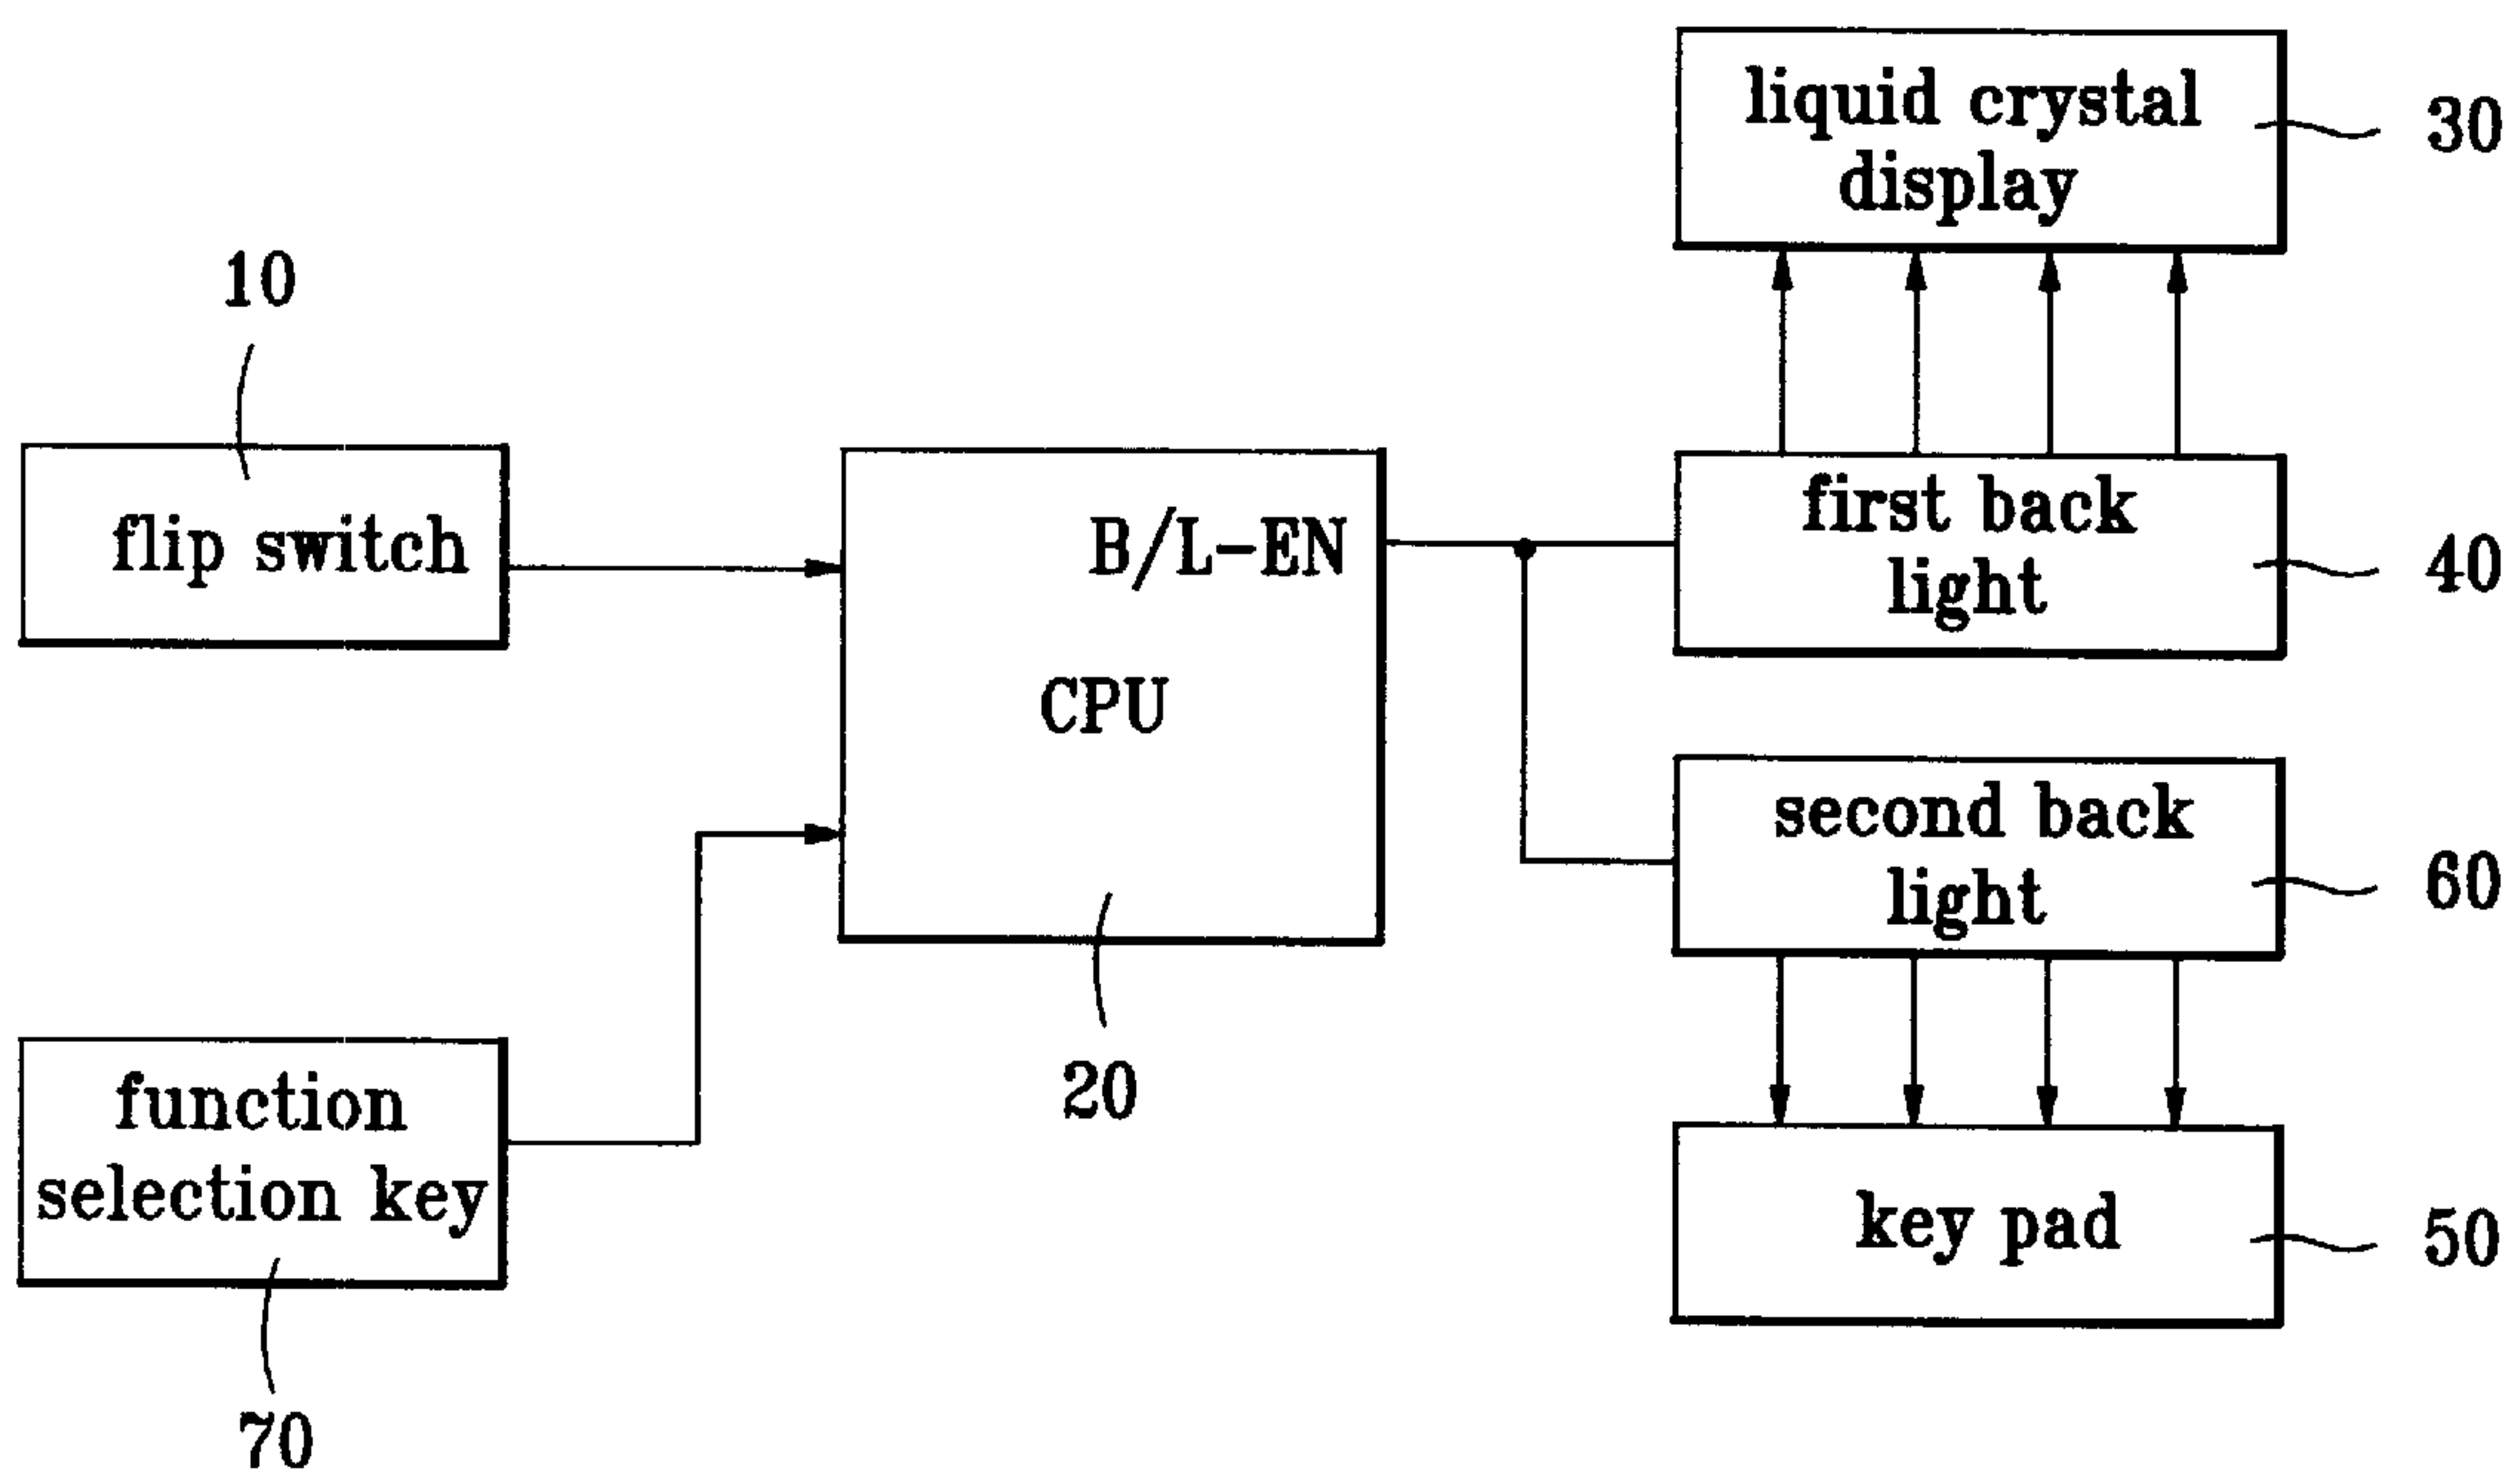 liquid crystal
display
30
10
flip switch
B/L-EN
CPU
20
first back
light
40
second back
light
60
function
selection key
70
key pad
50